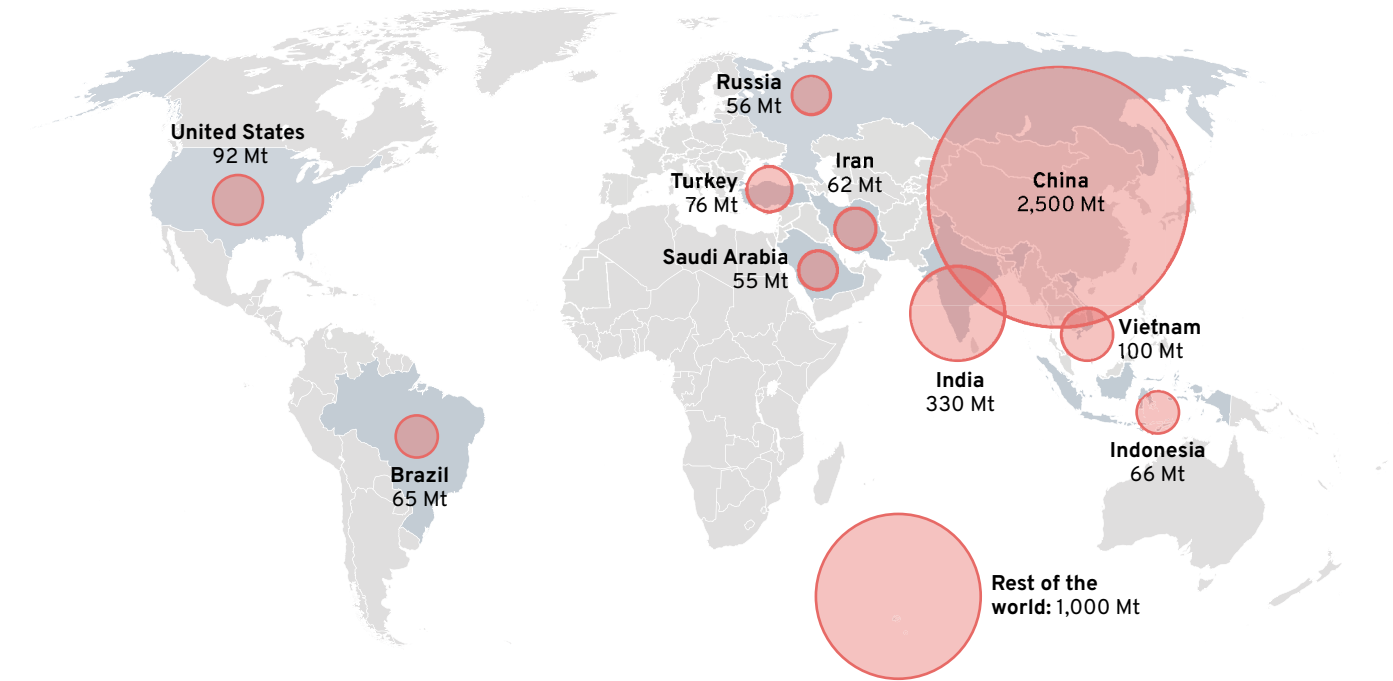 Russia
56 Mt
United States
92 Mt
Iran
62 Mt
Turkey
76 Mt
China
2,500 Mt
Saudi Arabia
55 Mt
Vietnam
100 Mt
India
330 Mt
Indonesia
66 Mt
Brazil
65 Mt
Rest of the
world: 1,000 Mt